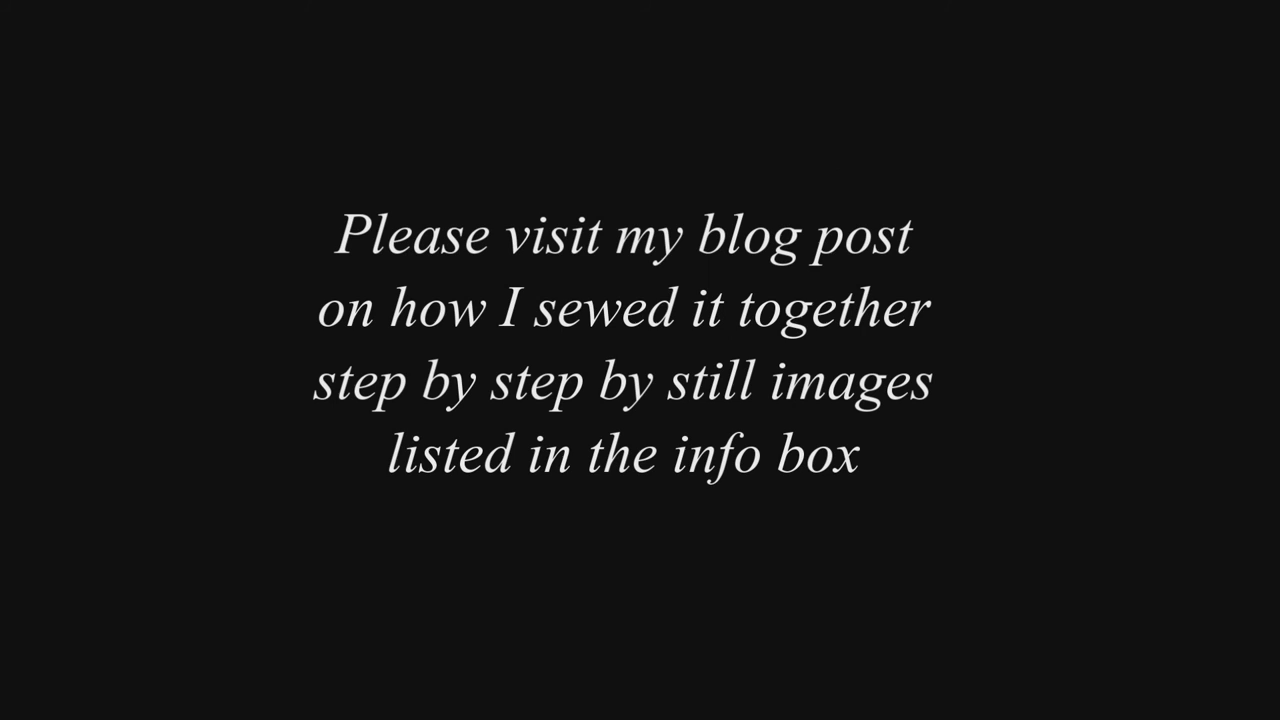 Please visit my blog post
on how I sewed it together
step by step by still images
listed in the info box